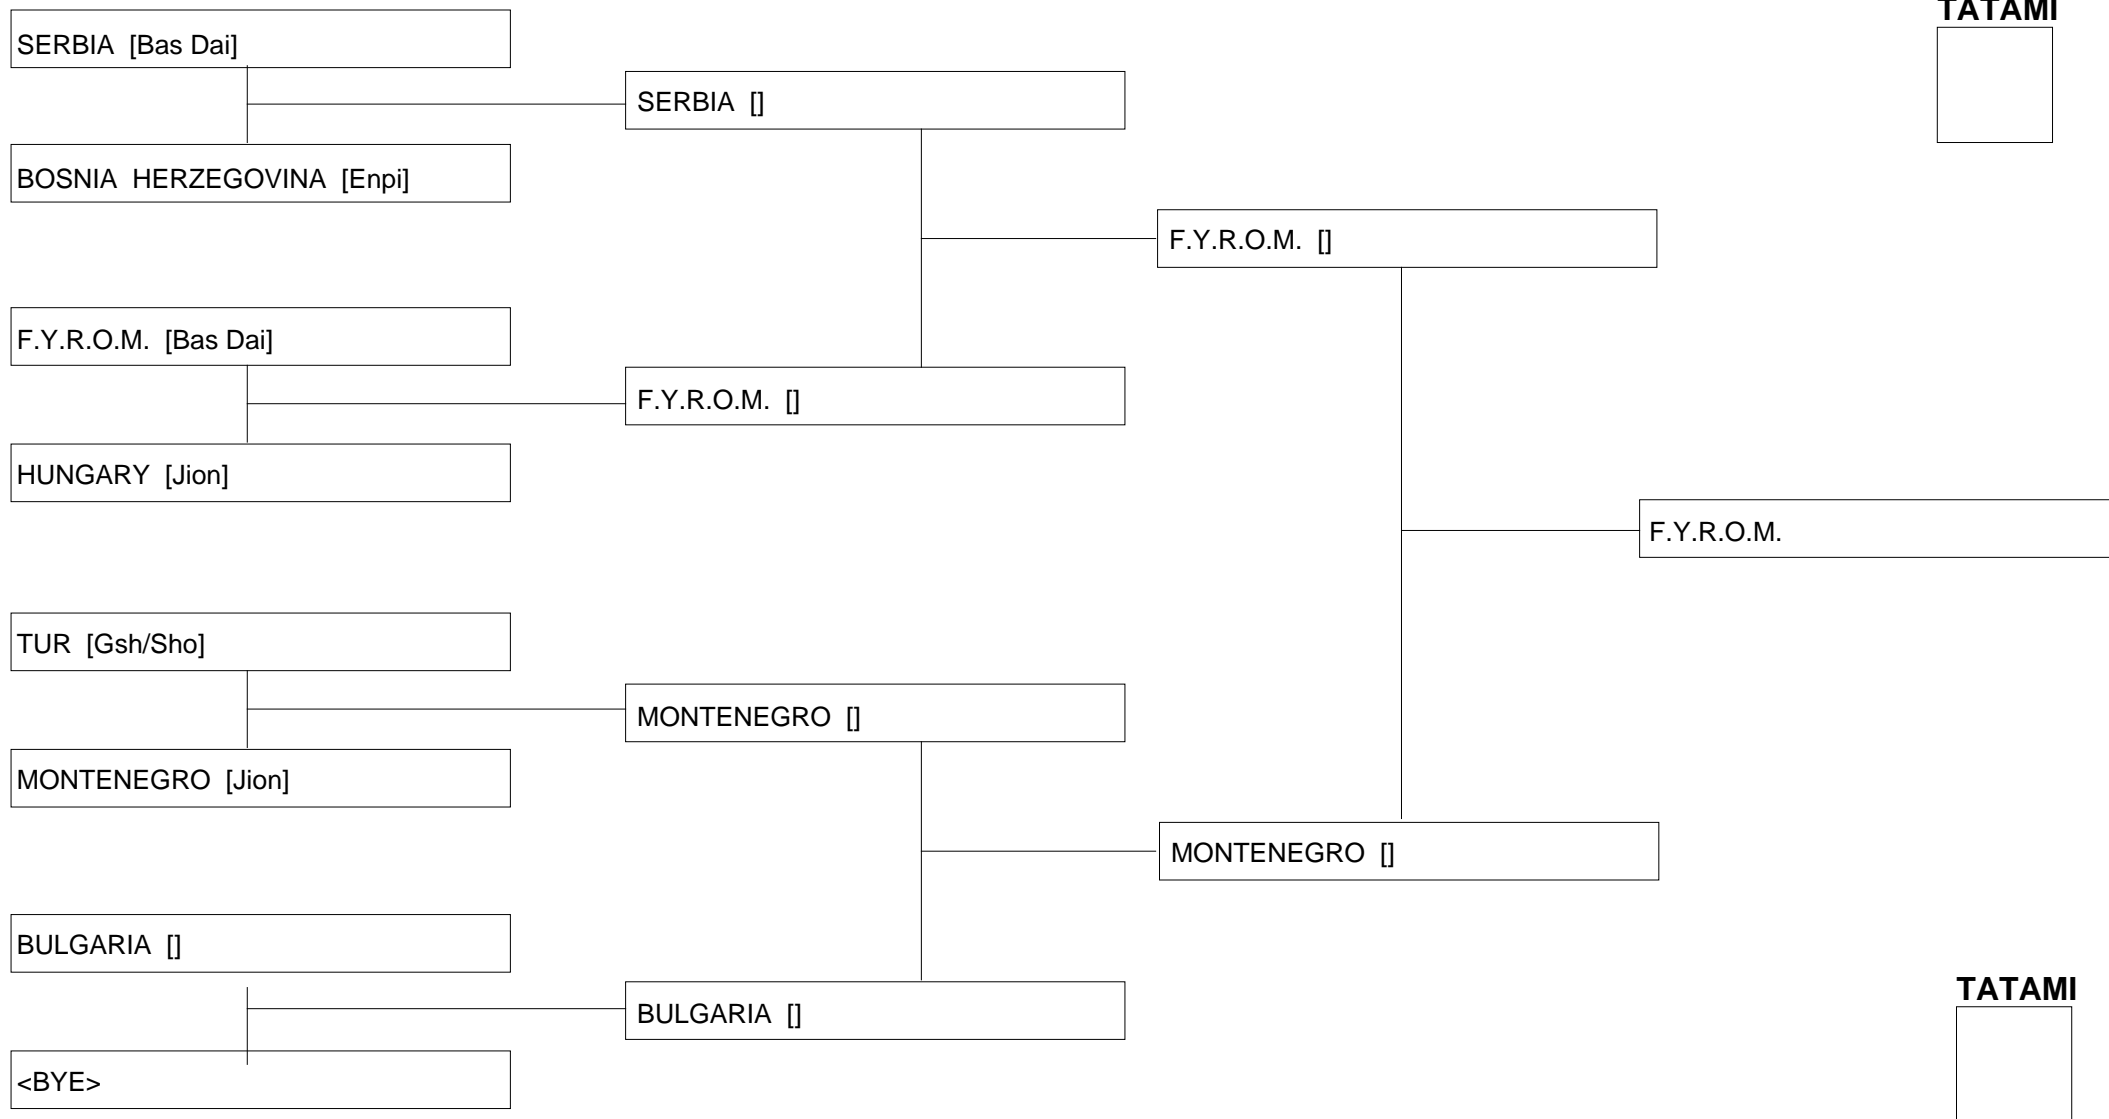 TATAMI
SERBIA [Bas Dai]
SERBIA []
BOSNIA HERZEGOVINA [Enpi]
F.Y.R.O.M. []
F.Y.R.O.M. [Bas Dai]
F.Y.R.O.M. []
HUNGARY [Jion]
F.Y.R.O.M.
TUR [Gsh/Sho]
MONTENEGRO []
MONTENEGRO [Jion]
MONTENEGRO []
BULGARIA []
TATAMI
BULGARIA []
<BYE>